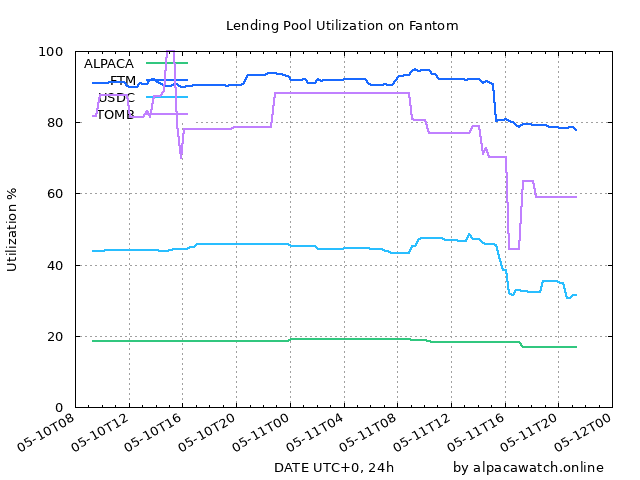 Lending Pool Utilization on Fantom
100
80
60
40
20
0
Utilization %
ALPACA
FTM
USDC
TOMB
05-10T08
05-10T12
05-10T16
05-10T20
05-11T00
05-11T04
05-11T08
05-11T12
05-11T16
05-11T20
05-12T00
DATE UTC+0, 24h
by alpacawatch.online